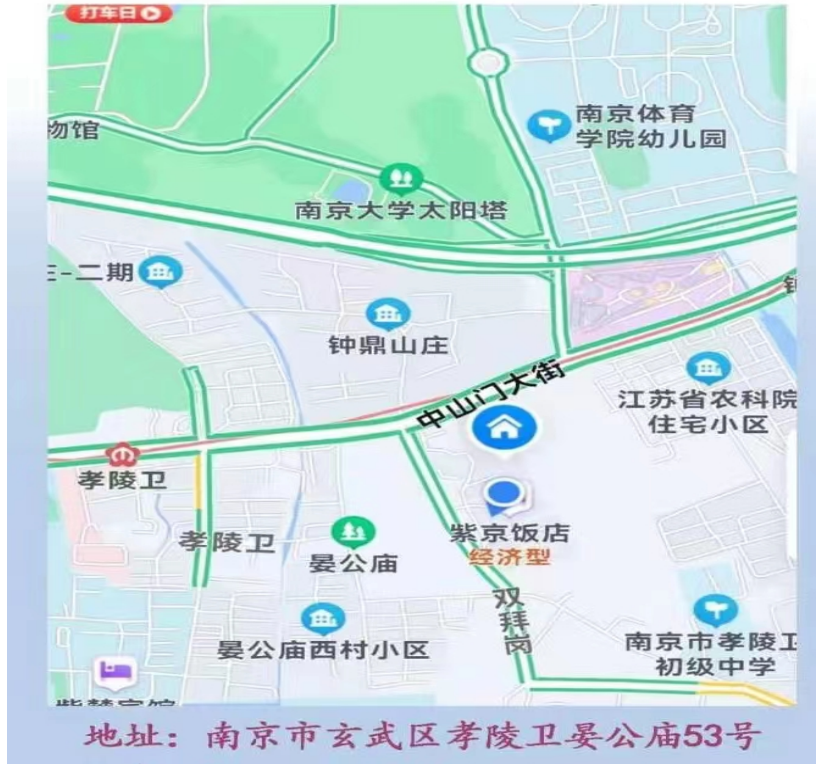 打车日
物馆
南京体育
学院幼儿园
南京大学太阳塔
二期
钟鼎山庄
中山门大街
江苏省农科院
住宅小区
孝陵卫
孝陵卫
晏公庙
紫京饭店
经济型
双拜岗
晏公庙西村小区
南京市孝陵卫
初级中学
地址：南京市玄武区孝陵卫晏公庙53号